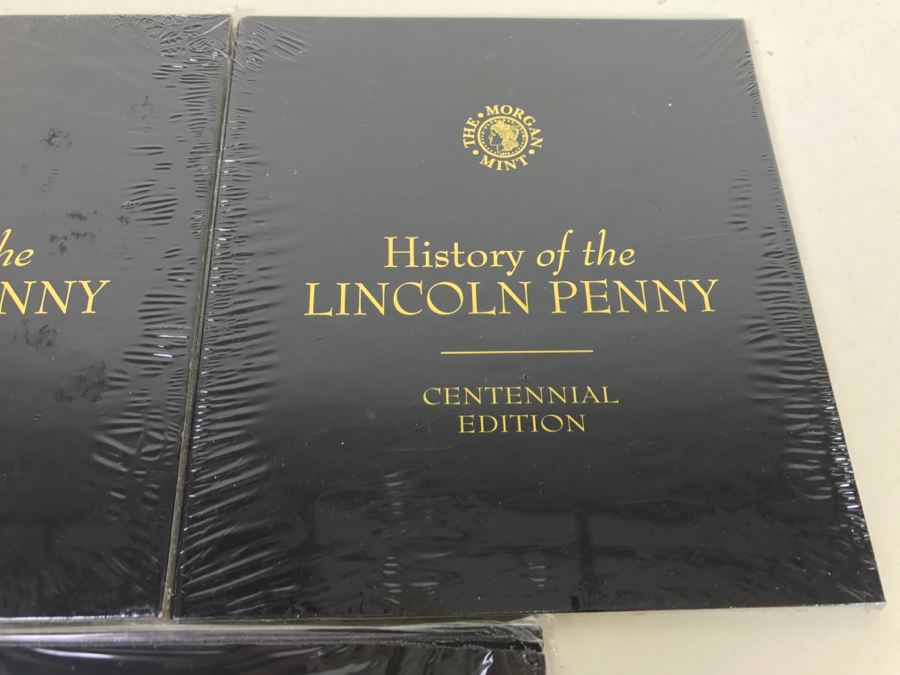 he
NNY
THE • MORGAN • MINT •
History of the
LINCOLN PENNY
CENTENNIAL
EDITION